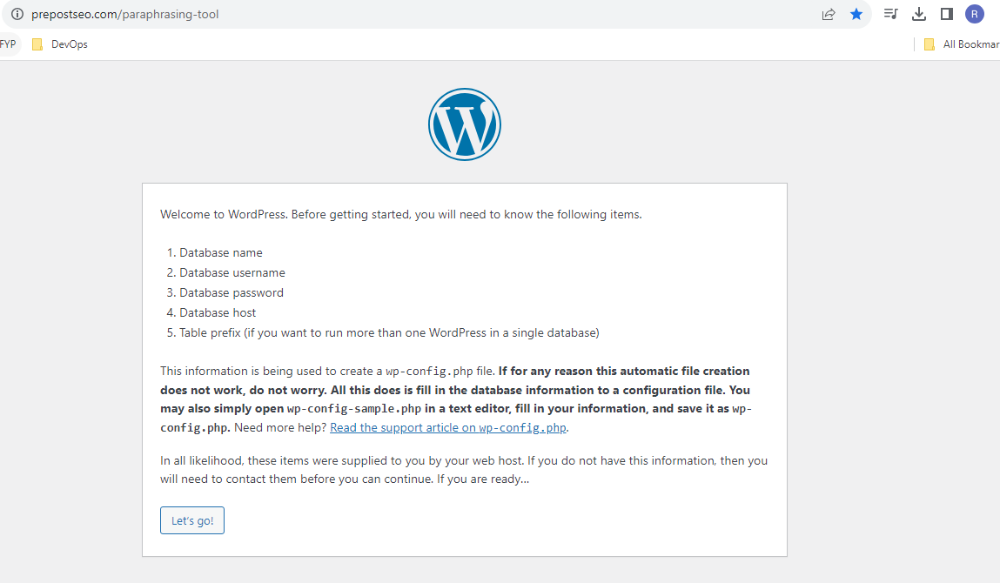 prepostseo.com/paraphrasing-tool
R
FYP
DevOps
All Bookmar
W
Welcome to WordPress. Before getting started, you will need to know the following items.
1. Database name
2. Database username
3. Database password
4. Database host
5. Table prefix (if you want to run more than one WordPress in a single database)
This information is being used to create a wp-config.php file. If for any reason this automatic file creation
does not work, do not worry. All this does is fill in the database information to a configuration file. You
may also simply open wp-config-sample.php in a text editor, fill in your information, and save it as wp-
config.php. Need more help? Read the support article on wp-config.php.
In all likelihood, these items were supplied to you by your web host. If you do not have this information, then you
will need to contact them before you can continue. If you are ready...
Let's go!